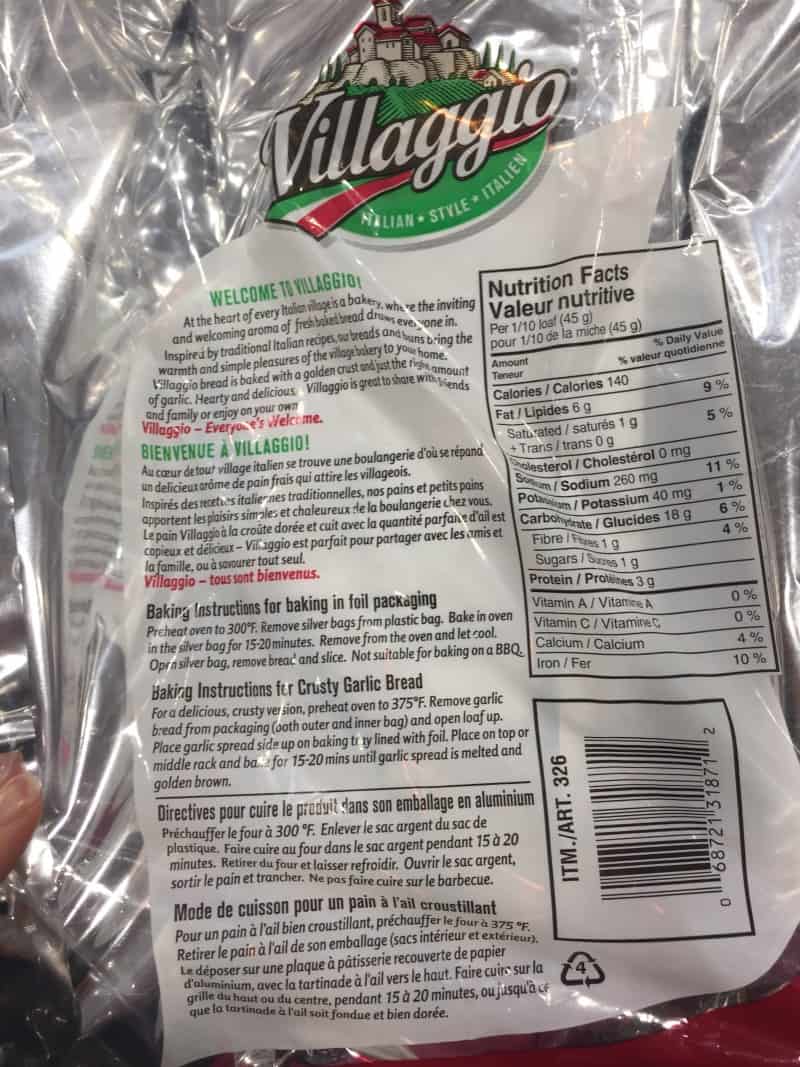 Villaggio
ITALIAN • STYLE • ITALIEN
WELCOME TO VILLAGGIO!
At the heart of every Italian village is a bakery, where the inviting
and welcoming aroma of fresh baked bread draws everyone in.
Inspired by traditional Italian recipes, our breads and buns bring the
warmth and simple pleasures of the village bakery to your home.
Villaggio bread is baked with a golden crust and just the right amount
of garlic. Hearty and delicious, Villaggio is great to share with friends
and family or enjoy on your own
Villaggio – Everyone's Welcome.
BIENVENUE À VILLAGGIO!
Au cœur de tout village italien se trouve une boulangerie d'où se répand
un délicieux arôme de pain frais qui attire les villageois.
Inspirés des recettes italiennes traditionnelles, nos pains et petits pains
apportent les plaisirs simples et chaleureux de la boulangerie chez vous.
Le pain Villaggio à la croûte dorée et cuit avec la quantité parfaite d'ail est
copieux et délicieux – Villaggio est parfait pour partager avec les amis et
la famille, ou à savourer tout seul.
Villaggio – tous sont bienvenus.
Baking Instructions for baking in foil packaging
Preheat oven to 300°F. Remove silver bags from plastic bag. Bake in oven
in the silver bag for 15-20 minutes. Remove from the oven and let cool.
Open silver bag, remove bread and slice. Not suitable for baking on a BBQ.
Baking Instructions for Crusty Garlic Bread
For a delicious, crusty version, preheat oven to 375°F. Remove garlic
bread from packaging (both outer and inner bag) and open loaf up.
Place garlic spread side up on baking tray lined with foil. Place on top or
middle rack and bake for 15-20 mins until garlic spread is melted and
golden brown.
Directives pour cuire le produit dans son emballage en aluminium
Préchauffer le four à 300 °F. Enlever le sac argent du sac de
plastique. Faire cuire au four dans le sac argent pendant 15 à 20
minutes. Retirer du four et laisser refroidir. Ouvrir le sac argent,
sortir le pain et trancher. Ne pas faire cuire sur le barbecue.
Mode de cuisson pour un pain à l'ail croustillant
Pour un pain à l'ail bien croustillant, préchauffer le four à 375 °F.
Retirer le pain à l'ail de son emballage (sacs intérieur et extérieur).
Le déposer sur une plaque à pâtisserie recouverte de papier
d'aluminium, avec la tartinade à l'ail vers le haut. Faire cuire sur la
grille du haut ou du centre, pendant 15 à 20 minutes, ou jusqu'à ce
que la tartinade à l'ail soit fondue et bien dorée.
Nutrition Facts
Valeur nutritive
Per 1/10 loaf (45 g)
pour 1/10 de la miche (45 g)
Amount % Daily Value
Teneur % valeur quotidienne
Calories / Calories 140
Fat / Lipides 6 g 9 %
Saturated / saturés 1 g 5 %
+ Trans / trans 0 g
Cholesterol / Cholestérol 0 mg
Sodium / Sodium 260 mg 11 %
Potassium / Potassium 40 mg 1 %
Carbohydrate / Glucides 18 g 6 %
Fibre / Fibres 1 g 4 %
Sugars / Sucres 1 g
Protein / Protéines 3 g
Vitamin A / Vitamine A 0 %
Vitamin C / Vitamine C 0 %
Calcium / Calcium 4 %
Iron / Fer 10 %
ITM./ART. 326
0 68721 31871 2
4